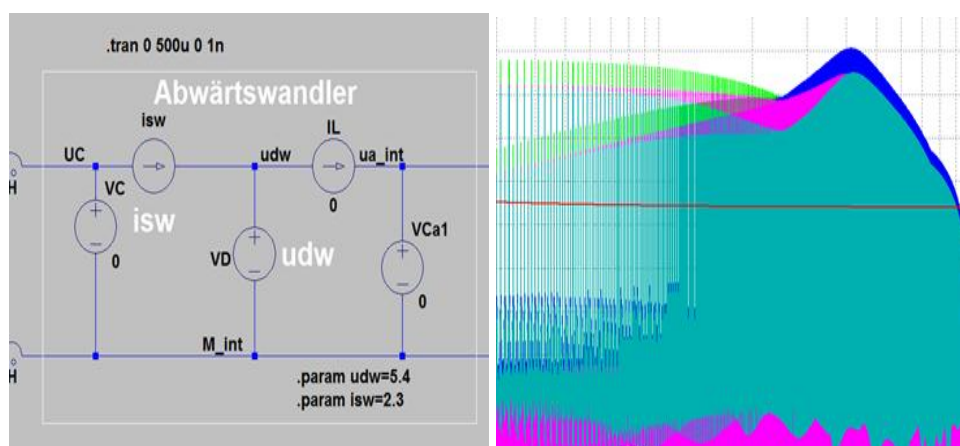 .tran 0 500u 0 1n
Abwärtswandler
isw
IL
UC
udw
ua_int
VC
0
isw
0
VD
udw
VCa1
0
0
H
M_int
H
.param udw=5.4
.param isw=2.3